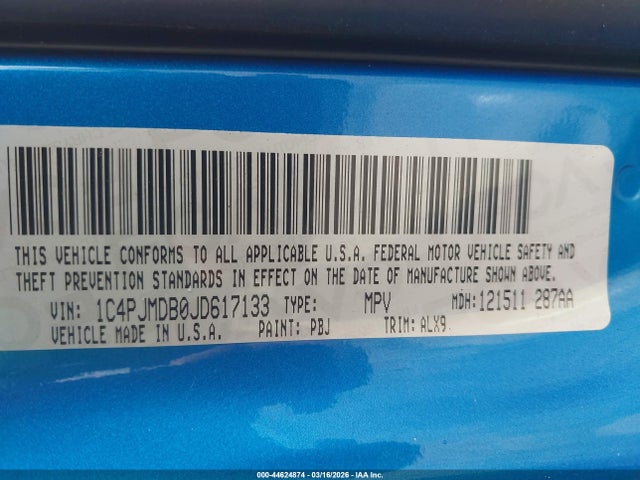 THIS VEHICLE CONFORMS TO ALL APPLICABLE U.S.A. FEDERAL MOTOR VEHICLE SAFETY AND
THEFT PREVENTION STANDARDS IN EFFECT ON THE DATE OF MANUFACTURE SHOWN ABOVE.
VIN: 1C4PJMDB0JD617133 TYPE: MPV MDH:121511 287AA
VEHICLE MADE IN U.S.A. PAINT: PBJ TRIM: ALX9
000-44624874 - 03/16/2026 - IAA Inc.